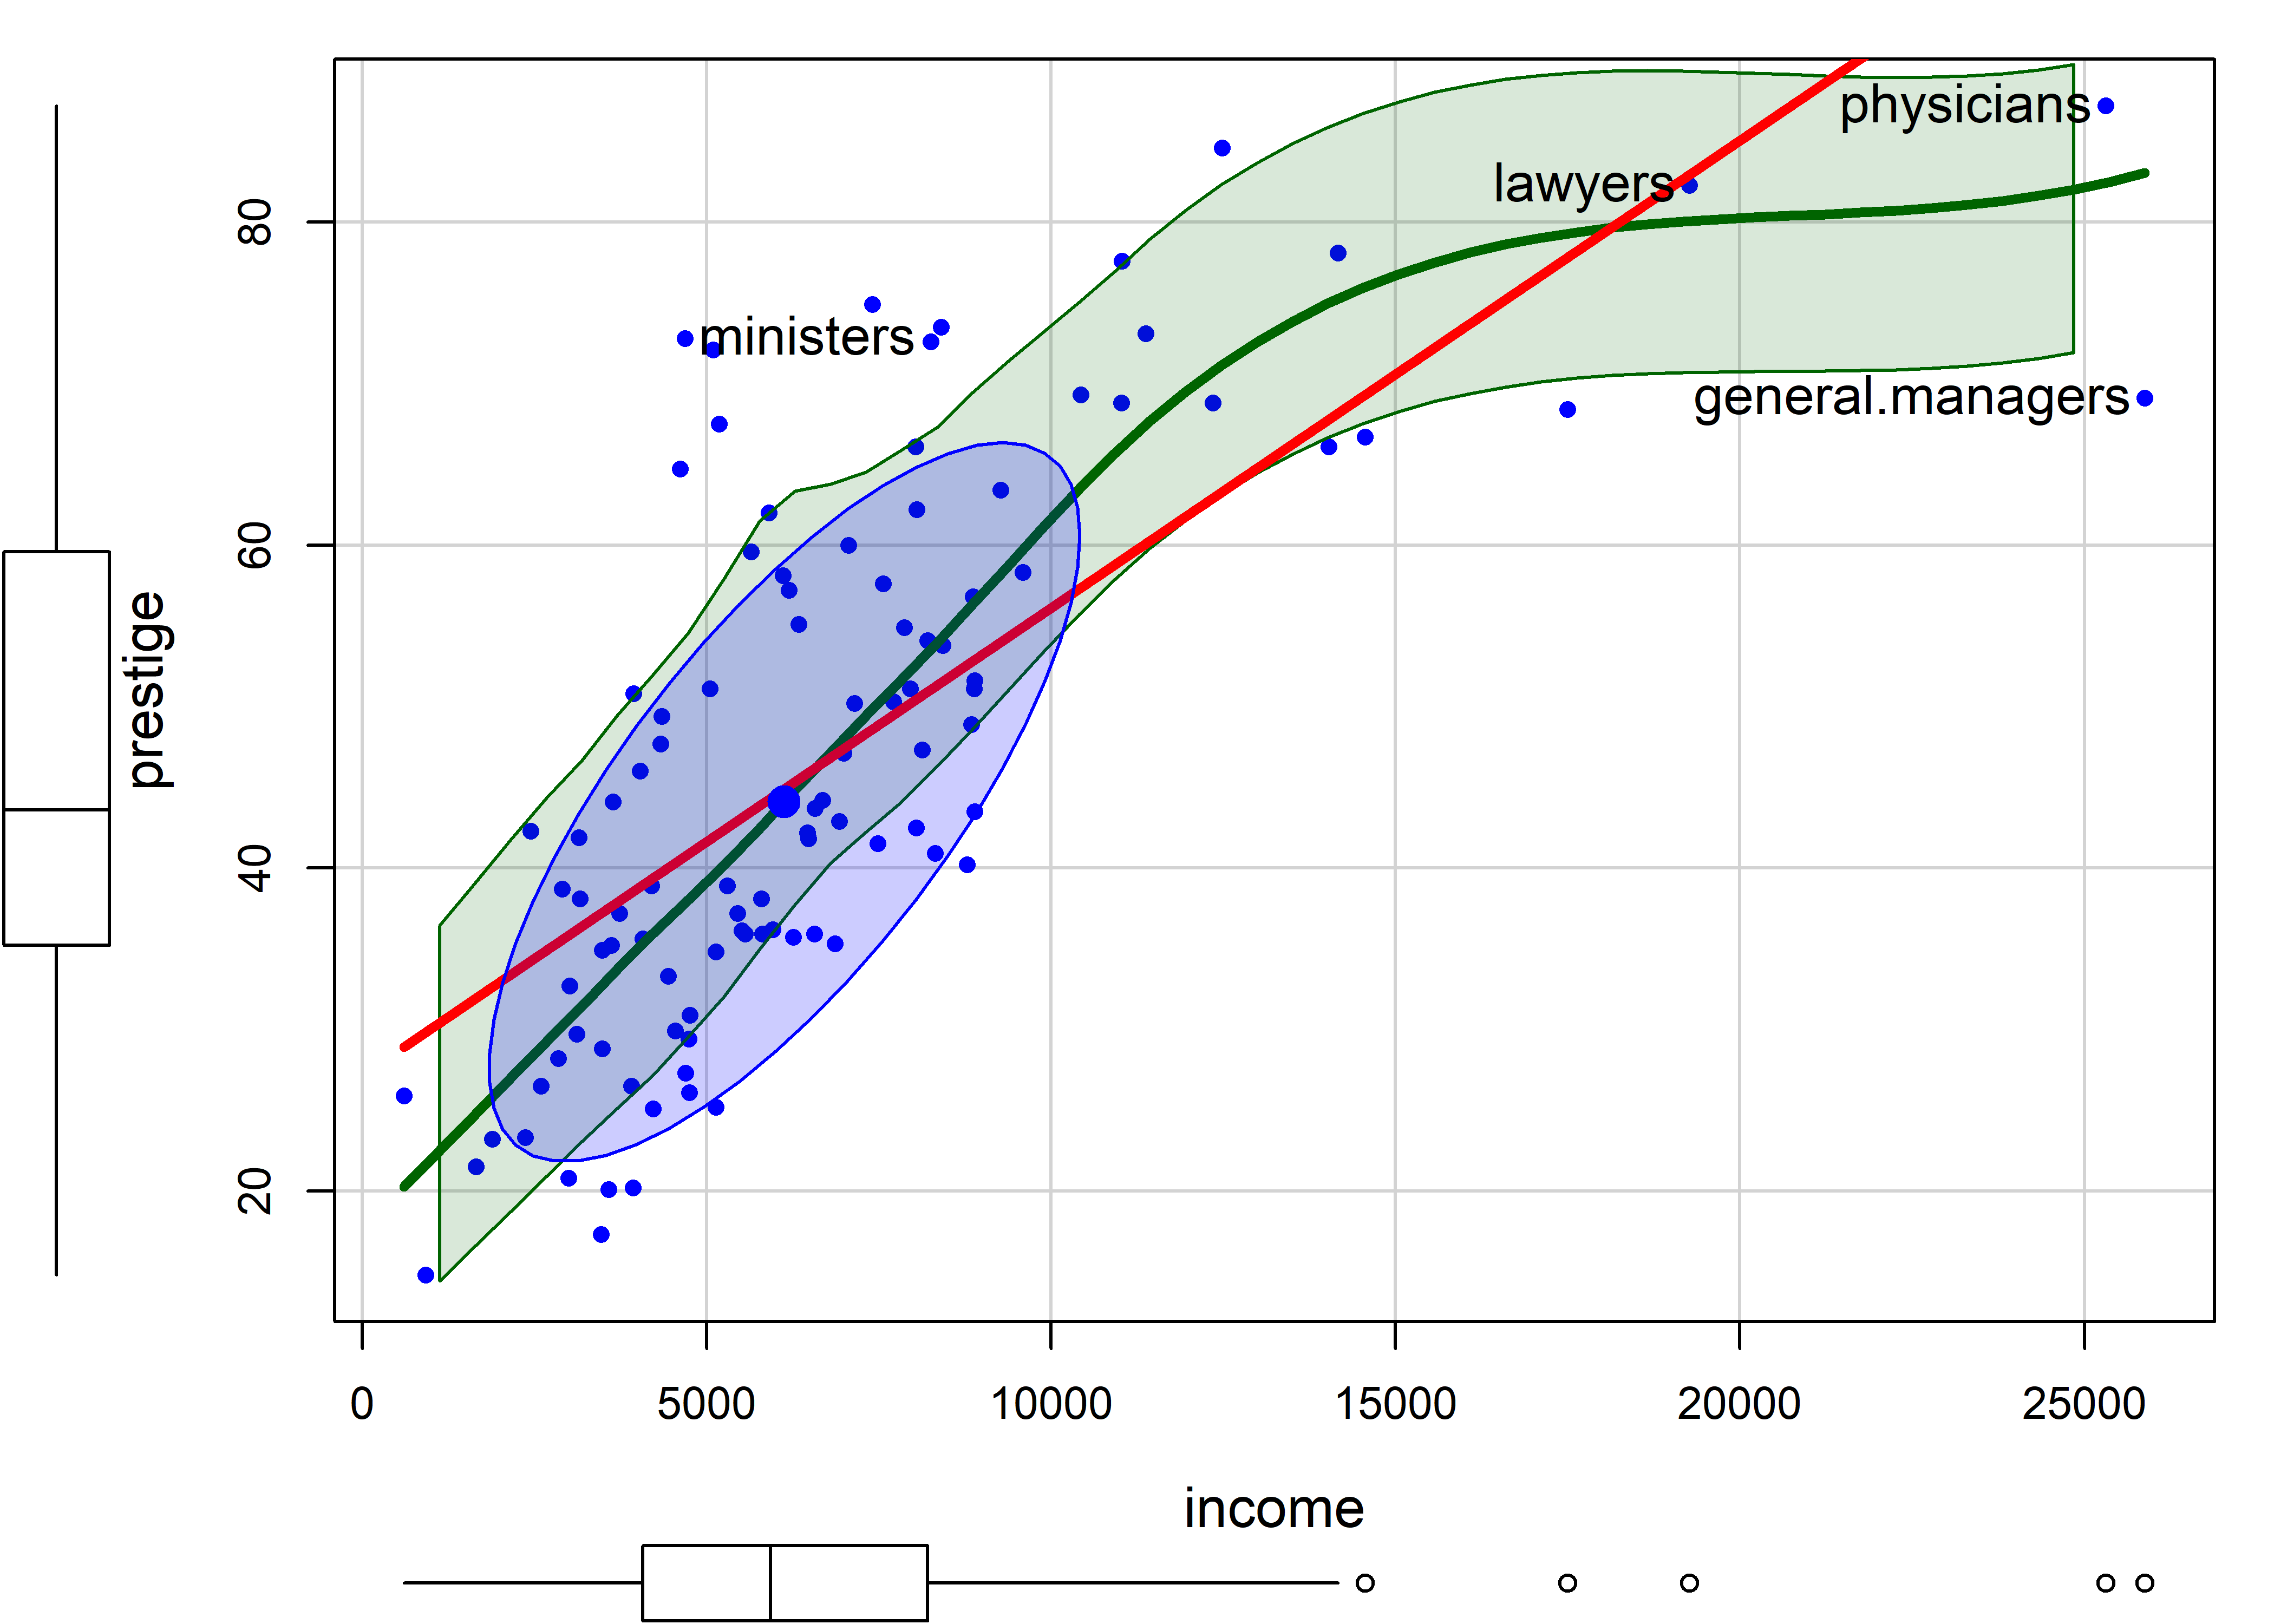 physicians
lawyers
ministers
general.managers
prestige
80
60
40
20
0 5000 10000 15000 20000 25000
income